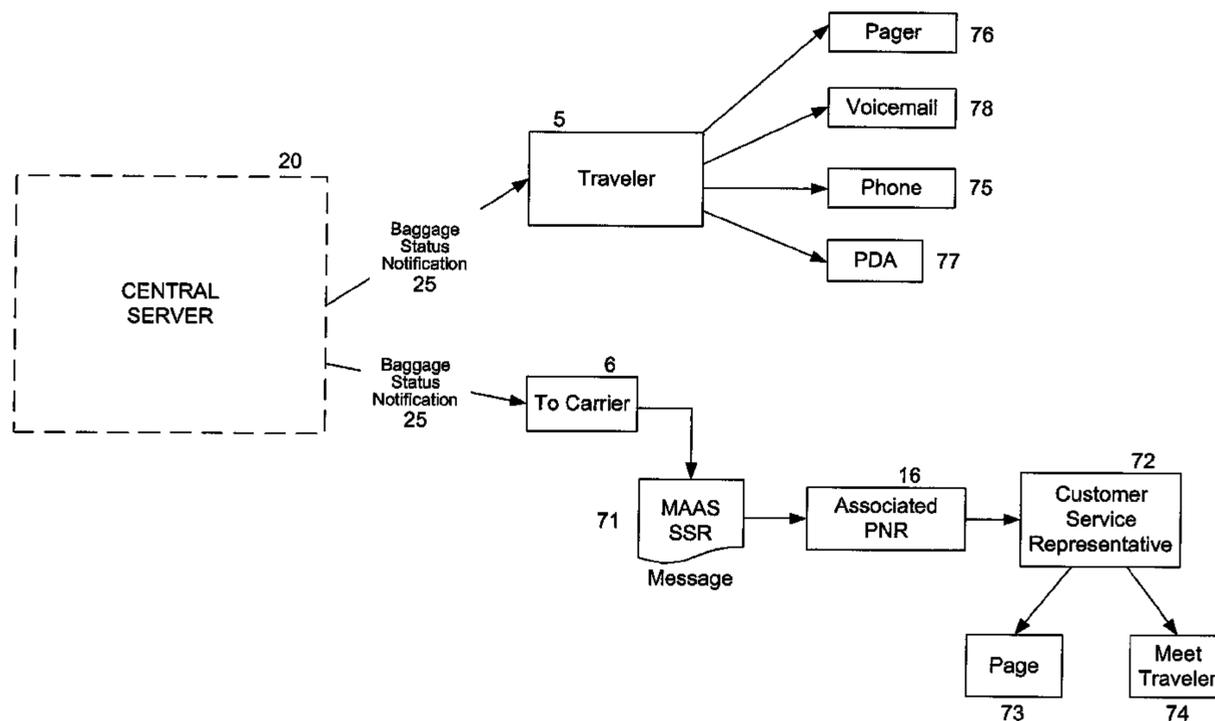 Pager 76
Voicemail 78
5
Traveler
Phone 75
PDA 77
20
CENTRAL
SERVER
Baggage
Status
Notification
25
Baggage
Status
Notification
25
6
To Carrier
71
MAAS
SSR
Message
16
Associated
PNR
72
Customer
Service
Representative
Page
73
Meet
Traveler
74